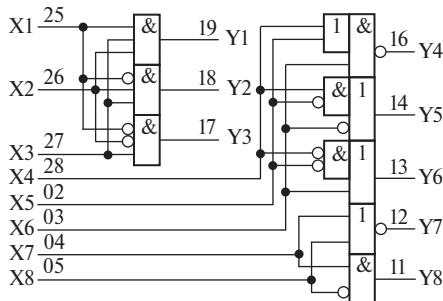 X1 25 & 19 Y1 1 & 16 Y4
X2 26 & 18 Y2 & 1 14 Y5
X3 27 & 17 Y3 & 1 13 Y6
X4 28
X5 02
X6 03 1 12 Y7
X7 04
X8 05 & 11 Y8